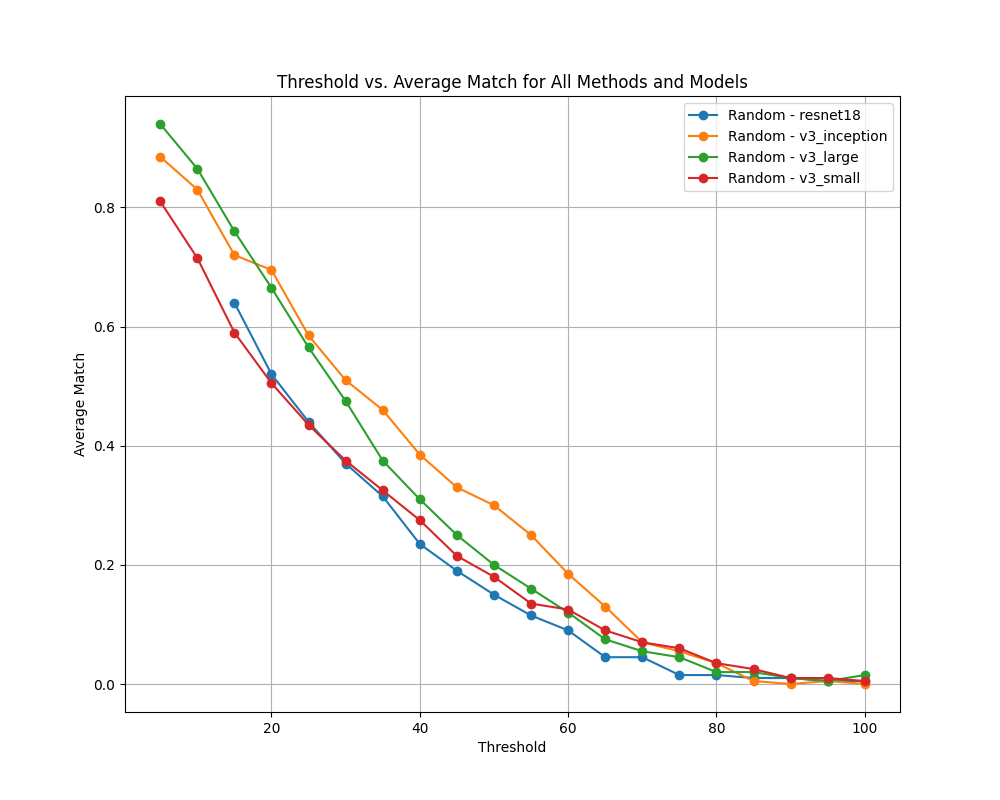 Threshold vs. Average Match for All Methods and Models
Random - resnet18
Random - v3_inception
Random - v3_large
Random - v3_small
Average Match
0.8
0.6
0.4
0.2
0.0
20 40 60 80 100
Threshold